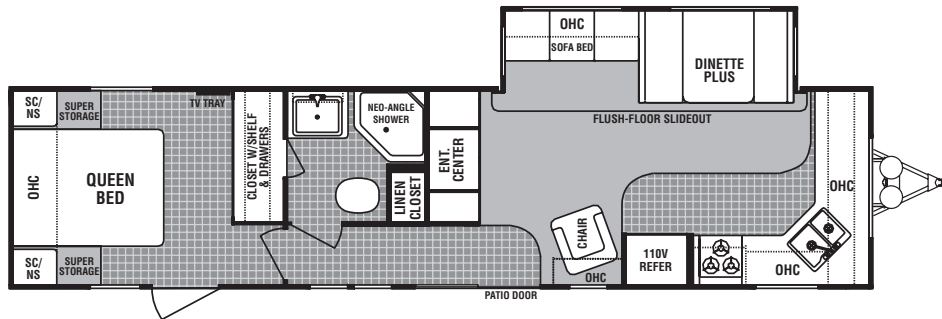 OHC
SOFA BED
DINETTE
PLUS
FLUSH-FLOOR SLIDEOUT
SC/
NS
SUPER
STORAGE
TV TRAY
OHC
QUEEN
BED
SC/
NS
SUPER
STORAGE
CLOSET W/SHELF
& DRAWERS
NEO-ANGLE
SHOWER
LINEN
CLOSET
ENT.
CENTER
CHAIR
OHC
PATIO DOOR
110V
REFER
OHC
OHC